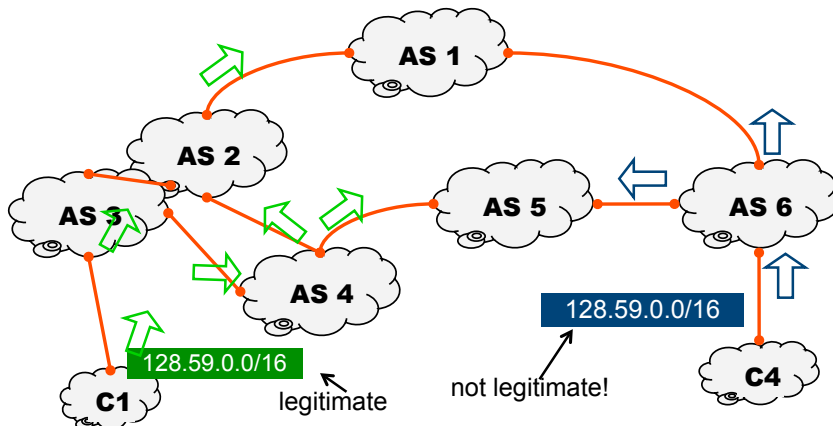 AS 1
AS 2
AS 3
AS 5
AS 6
AS 4
128.59.0.0/16
128.59.0.0/16
legitimate
not legitimate!
C1
C4